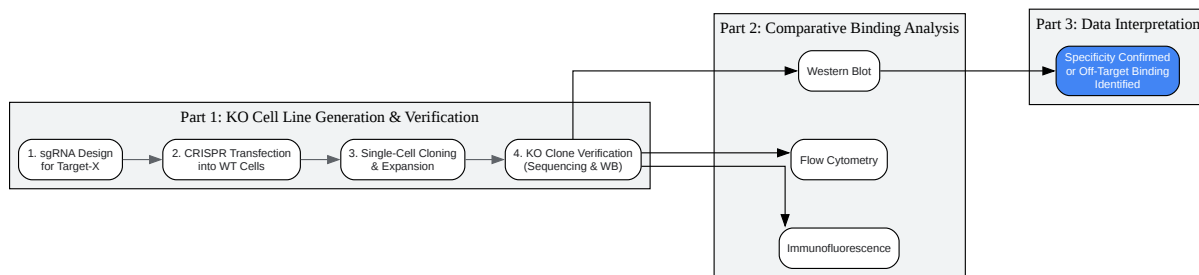 Part 1: KO Cell Line Generation & Verification
1. sgRNA Design
for Target-X
2. CRISPR Transfection
into WT Cells
3. Single-Cell Cloning
& Expansion
4. KO Clone Verification
(Sequencing & WB)
Part 2: Comparative Binding Analysis
Western Blot
Flow Cytometry
Immunofluorescence
Part 3: Data Interpretation
Specificity Confirmed
or Off-Target Binding
Identified